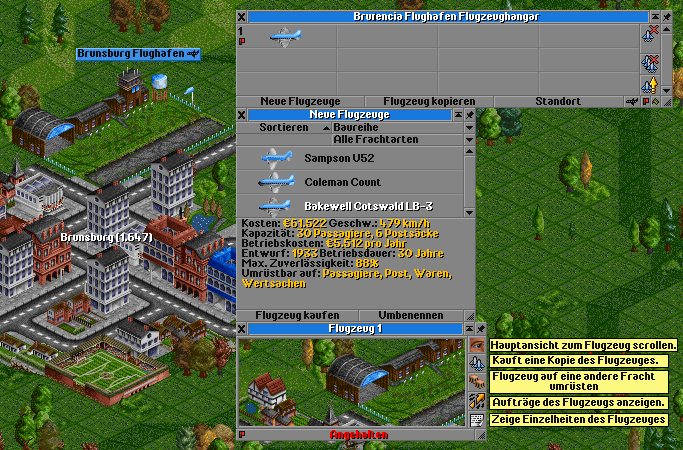 Brunsburg Flughafen
Brunsburg (1.647)
Brurencia Flughafen Flugzeughangar
1
Neue Flugzeuge
Flugzeug kopieren
Standort
Neue Flugzeuge
Sortieren
Baureihe
Alle Frachtarten
Sampson U52
Coleman Count
Bakewell Cotswald LB-3
Kosten: €61.522 Geschw.: 479 km/h
Kapazität: 30 Passagiere, 6 Postsäcke
Betriebskosten: €5.512 pro Jahr
Entwurf: 1933 Betriebsdauer: 30 Jahre
Max. Zuverlässigkeit: 88%
Umrüstbar auf: Passagiere, Post, Waren,
Wertsachen
Flugzeug kaufen
Umbenennen
Flugzeug 1
Angehalten
Hauptansicht zum Flugzeug scrollen.
Kauft eine Kopie des Flugzeuges.
Flugzeug auf eine andere Fracht
umrüsten
Aufträge des Flugzeugs anzeigen.
Zeige Einzelheiten des Flugzeuges